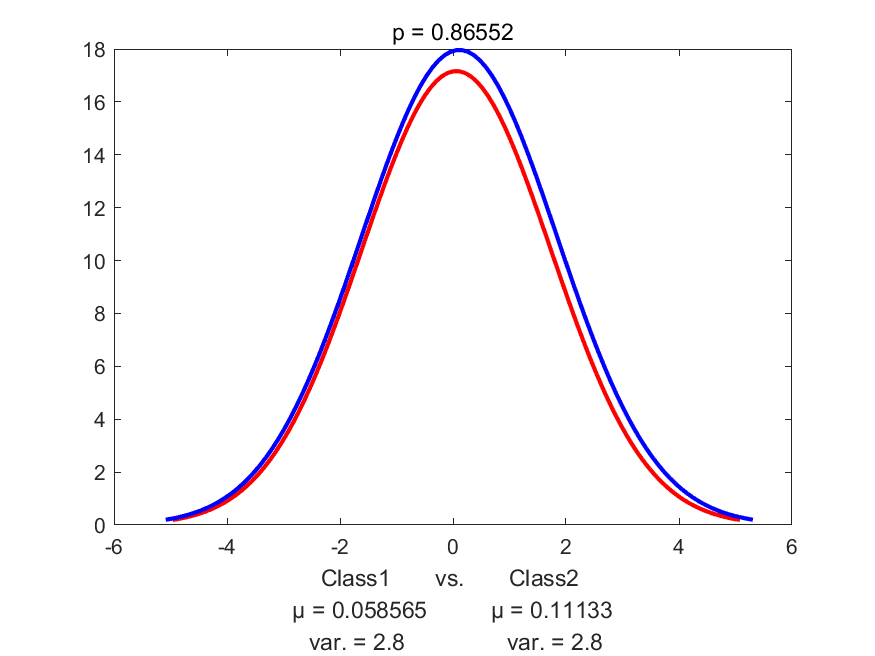 p = 0.86552
18
16
14
12
10
8
6
4
2
0
-6 -4 -2 0 2 4 6
Class1 vs. Class2
μ = 0.058565 μ = 0.11133
var. = 2.8 var. = 2.8